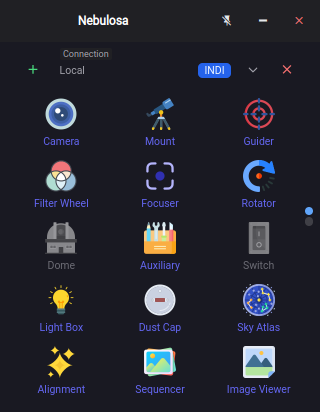 Nebulosa
Connection
Local
INDI
Camera
Mount
Guider
Filter Wheel
Focuser
Rotator
Dome
Auxiliary
Switch
Light Box
Dust Cap
Sky Atlas
Alignment
Sequencer
Image Viewer